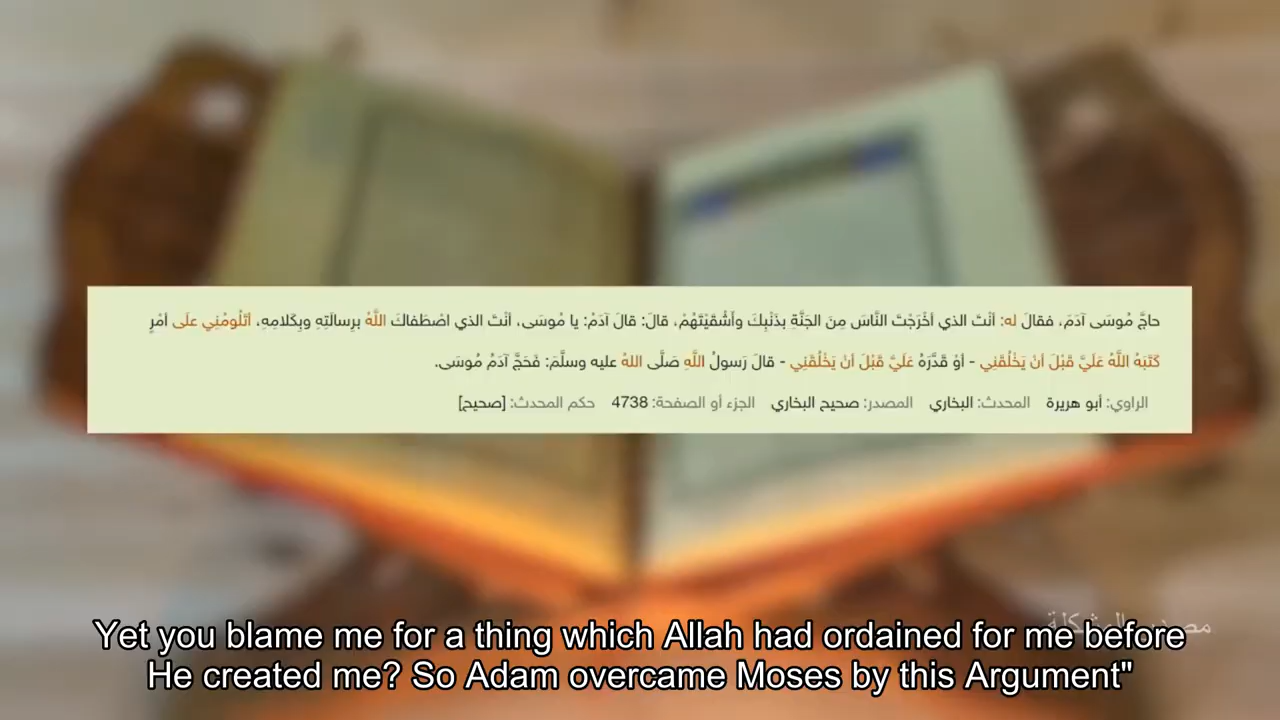 حاجَّ مُوسَى آدَمَ، فقالَ له: أنْتَ الذي أخْرَجْتَ النَّاسَ مِنَ الجَنَّةِ بذَنْبِكَ وأَشْقَيْتَهُمْ، قالَ: قالَ آدَمُ: يا مُوسَى، أنْتَ الذي اصْطَفاكَ اللَّهُ برِسالَتِهِ وبِكَلامِهِ، أتَلُومُنِي علَى أمْرٍ
كَتَبَهُ اللَّهُ عَلَيَّ قَبْلَ أنْ يَخْلُقَنِي - أوْ قَدَّرَهُ عَلَيَّ قَبْلَ أنْ يَخْلُقَنِي - قالَ رَسولُ اللَّهِ صَلَّى اللهُ عليه وسلَّمَ: فَحَجَّ آدَمُ مُوسَى.
الراوي: أبو هريرة المحدث: البخاري المصدر: صحيح البخاري الجزء أو الصفحة: 4738 حكم المحدث: [صحيح]
Yet you blame me for a thing which Allah had ordained for me before
He created me? So Adam overcame Moses by this Argument"